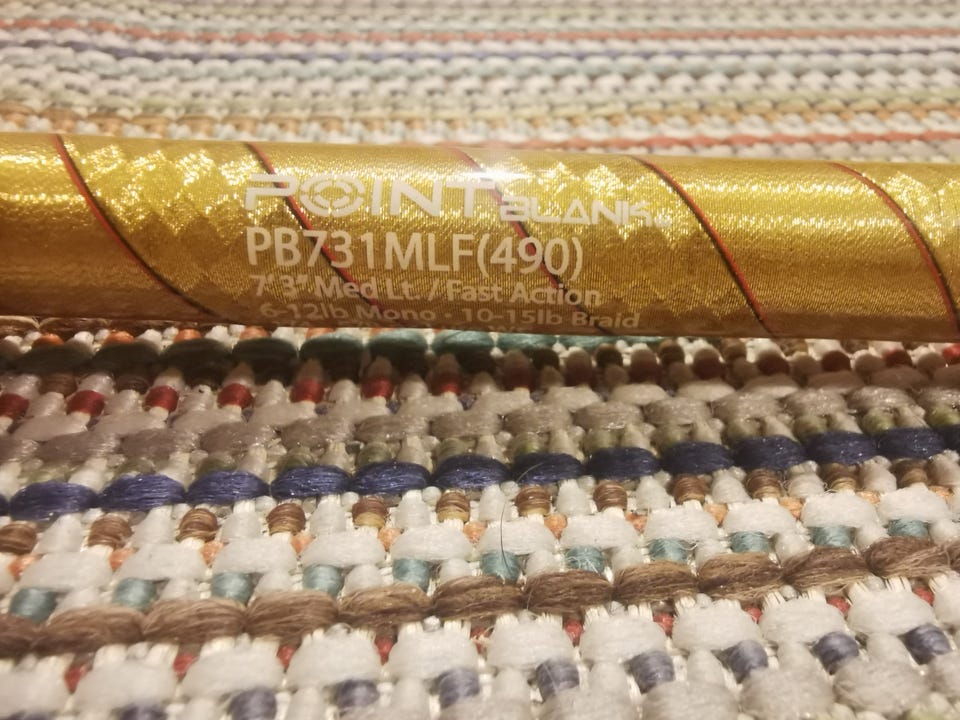 POINT BLANK®
PB731MLF(490)
7'3" Med Lt. / Fast Action
6-12lb Mono • 10-15lb Braid